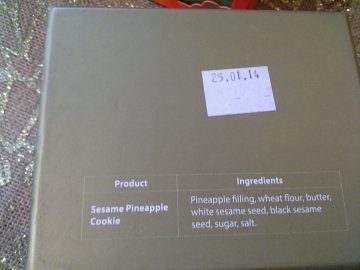 25.01.14
Product Ingredients
Sesame Pineapple Pineapple filling, wheat flour, butter,
Cookie white sesame seed, black sesame
seed, sugar, salt.